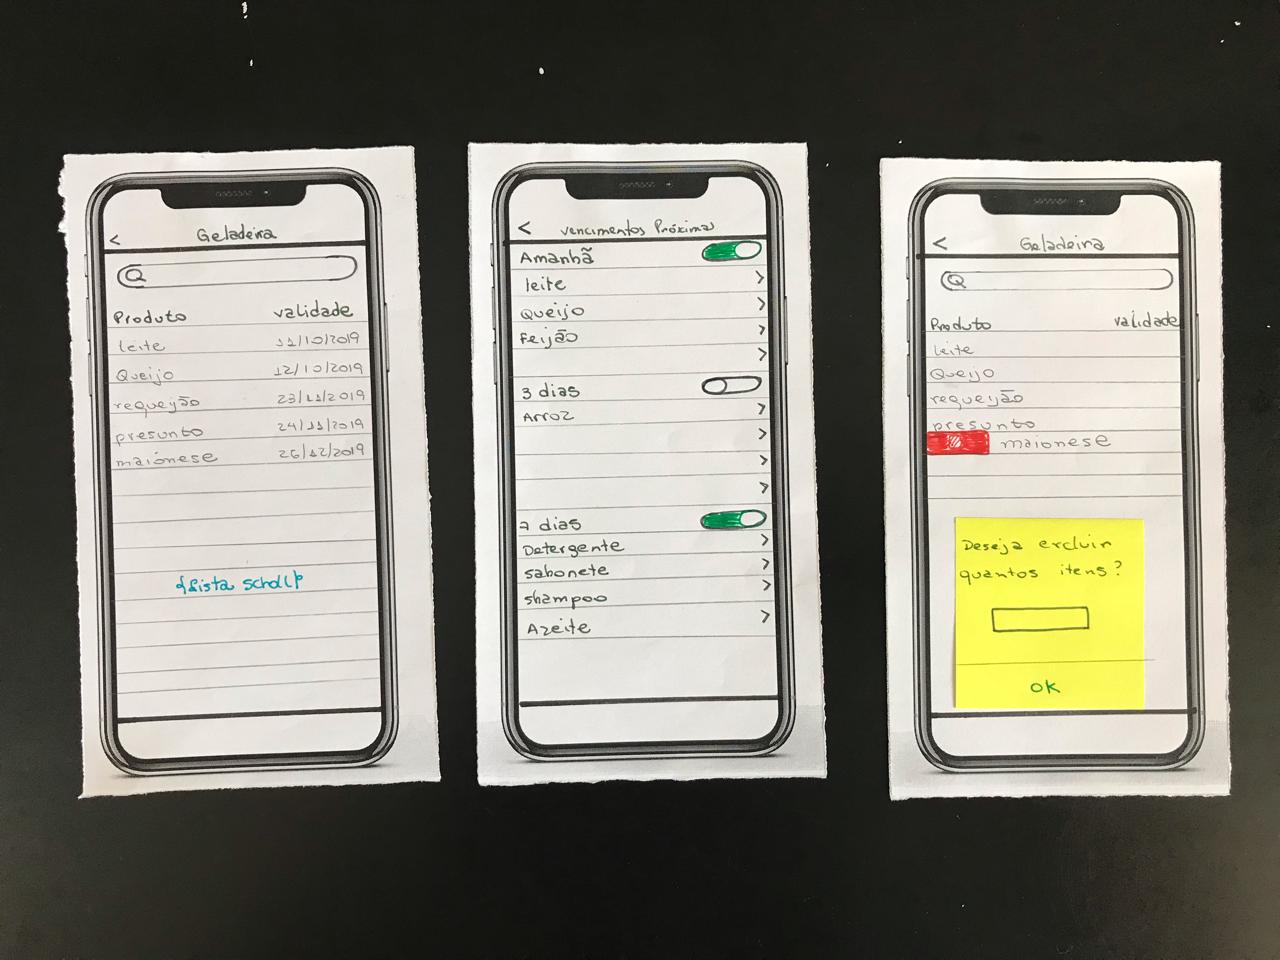 < Geladeira
Produto validade
leite 11/10/2019
Queijo 12/10/2019
requeijão 23/11/2019
presunto 24/11/2019
maionese 26/12/2019
{Lista scholl}
< vencimentos Próximos
Amanhã
leite >
Queijo >
feijão >
>
3 dias
Arroz >
>
>
>
7 dias
Detergente >
sabonete >
shampoo >
Azeite >
< Geladeira
Produto validade
leite
Queijo
requeijão
presunto
maionese
Deseja excluir
quantos itens?
OK